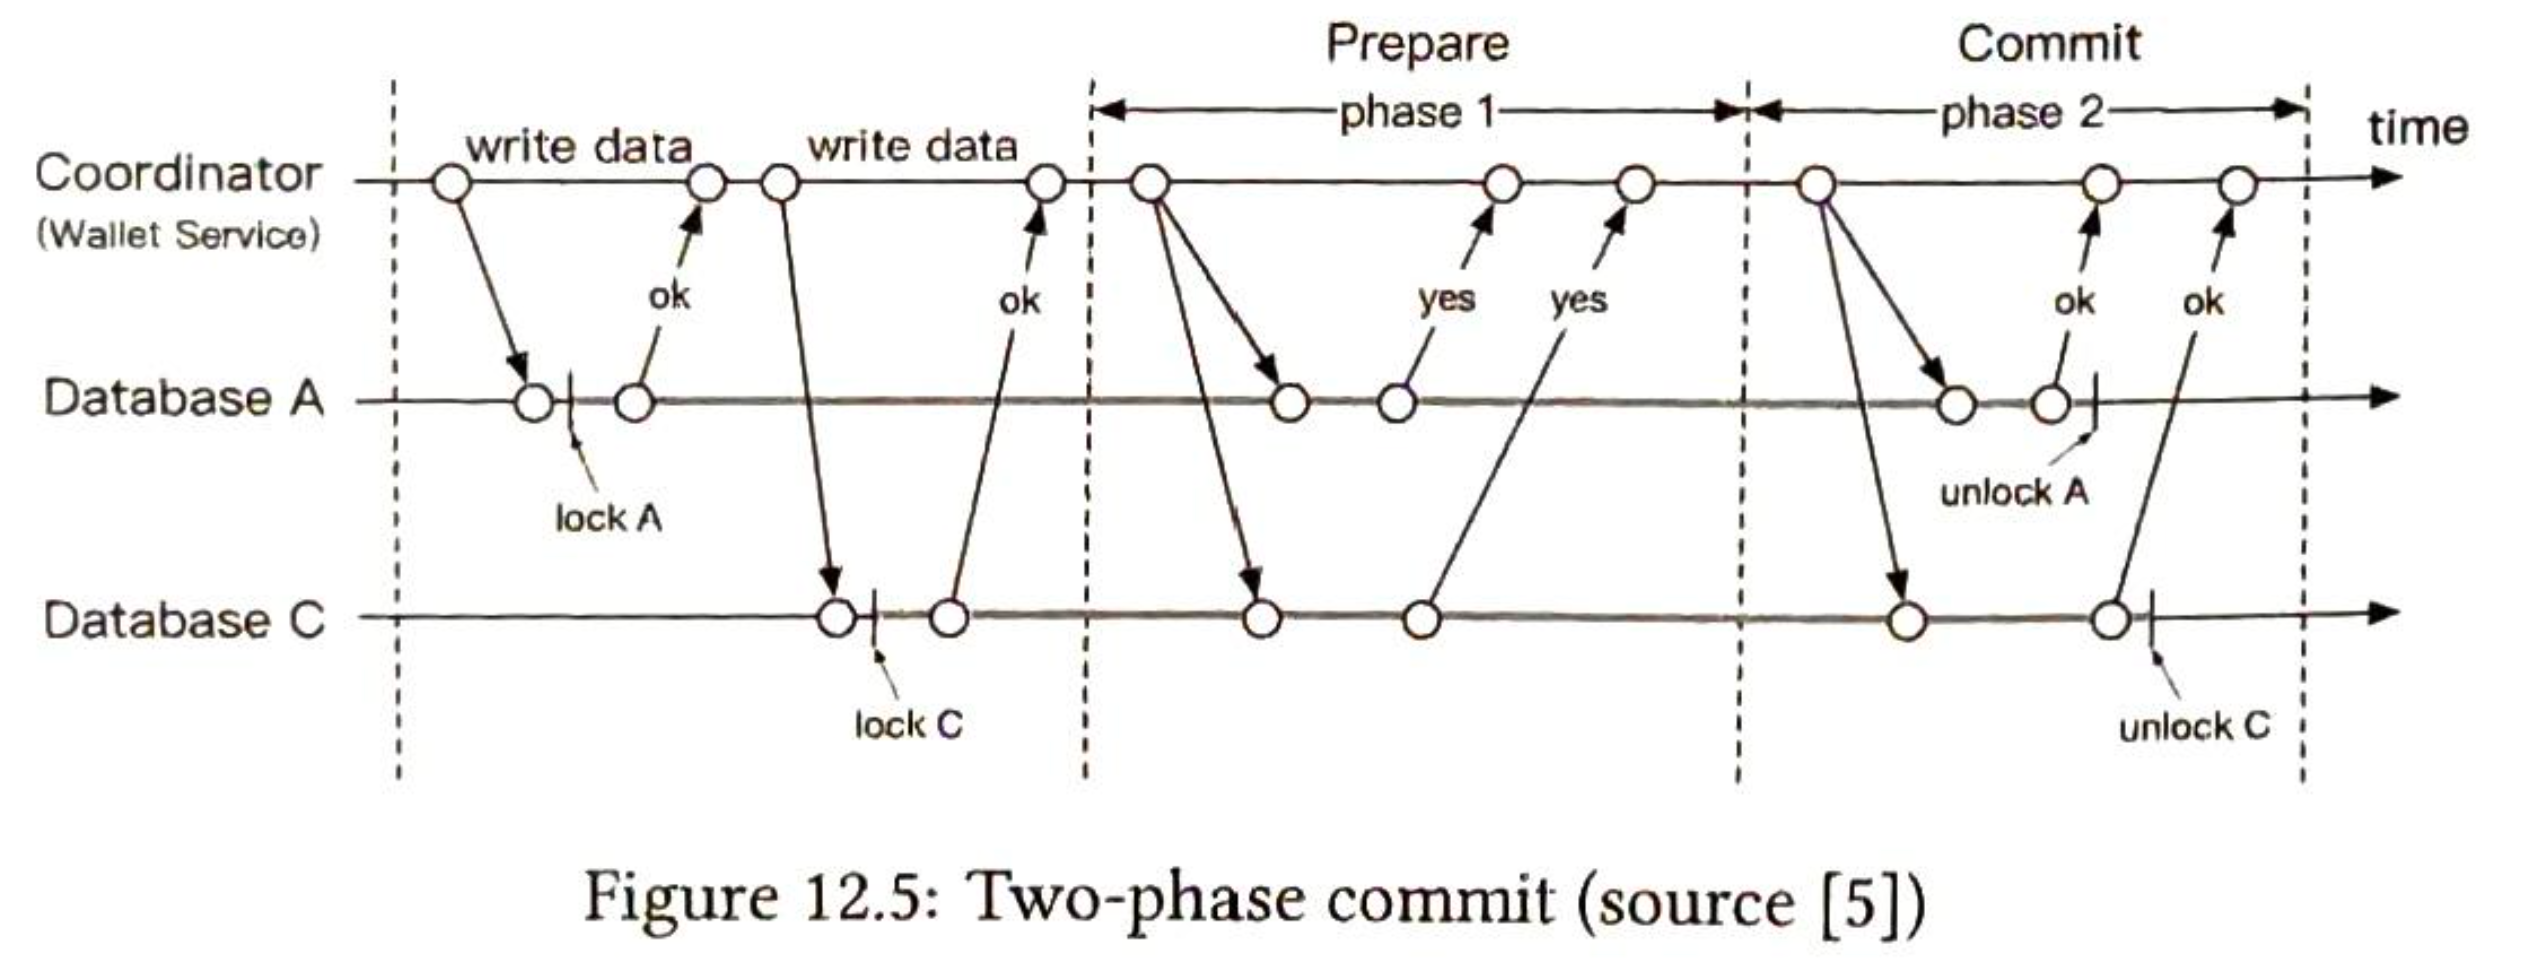 Prepare
Commit
phase 1
phase 2
time
write data
write data
Coordinator
(Wallet Service)
ok
ok
yes
yes
ok
ok
Database A
lock A
unlock A
Database C
lock C
unlock C
Figure 12.5: Two-phase commit (source [5])